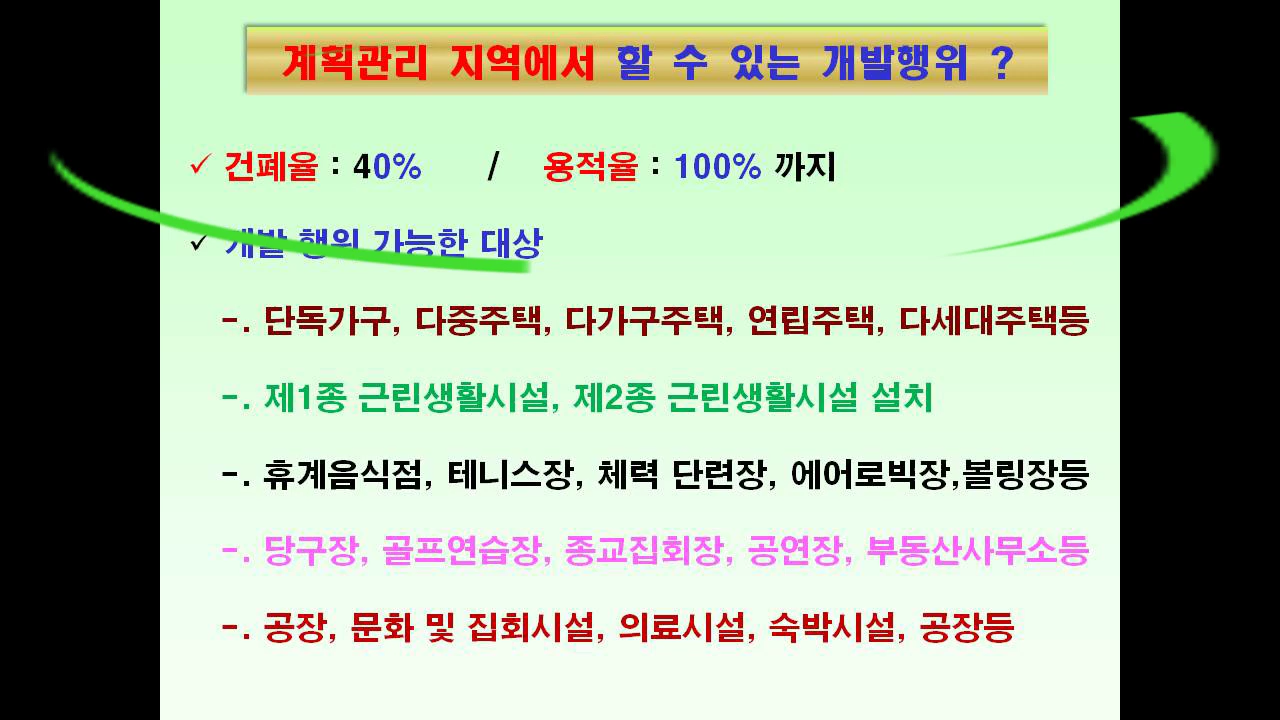 계획관리 지역에서 할 수 있는 개발행위 ?
✓ 건폐율 : 40% / 용적율 : 100% 까지
✓ 개발 행위 가능한 대상
-. 단독가구, 다중주택, 다가구주택, 연립주택, 다세대주택등
-. 제1종 근린생활시설, 제2종 근린생활시설 설치
-. 휴계음식점, 테니스장, 체력 단련장, 에어로빅장,볼링장등
-. 당구장, 골프연습장, 종교집회장, 공연장, 부동산사무소등
-. 공장, 문화 및 집회시설, 의료시설, 숙박시설, 공장등